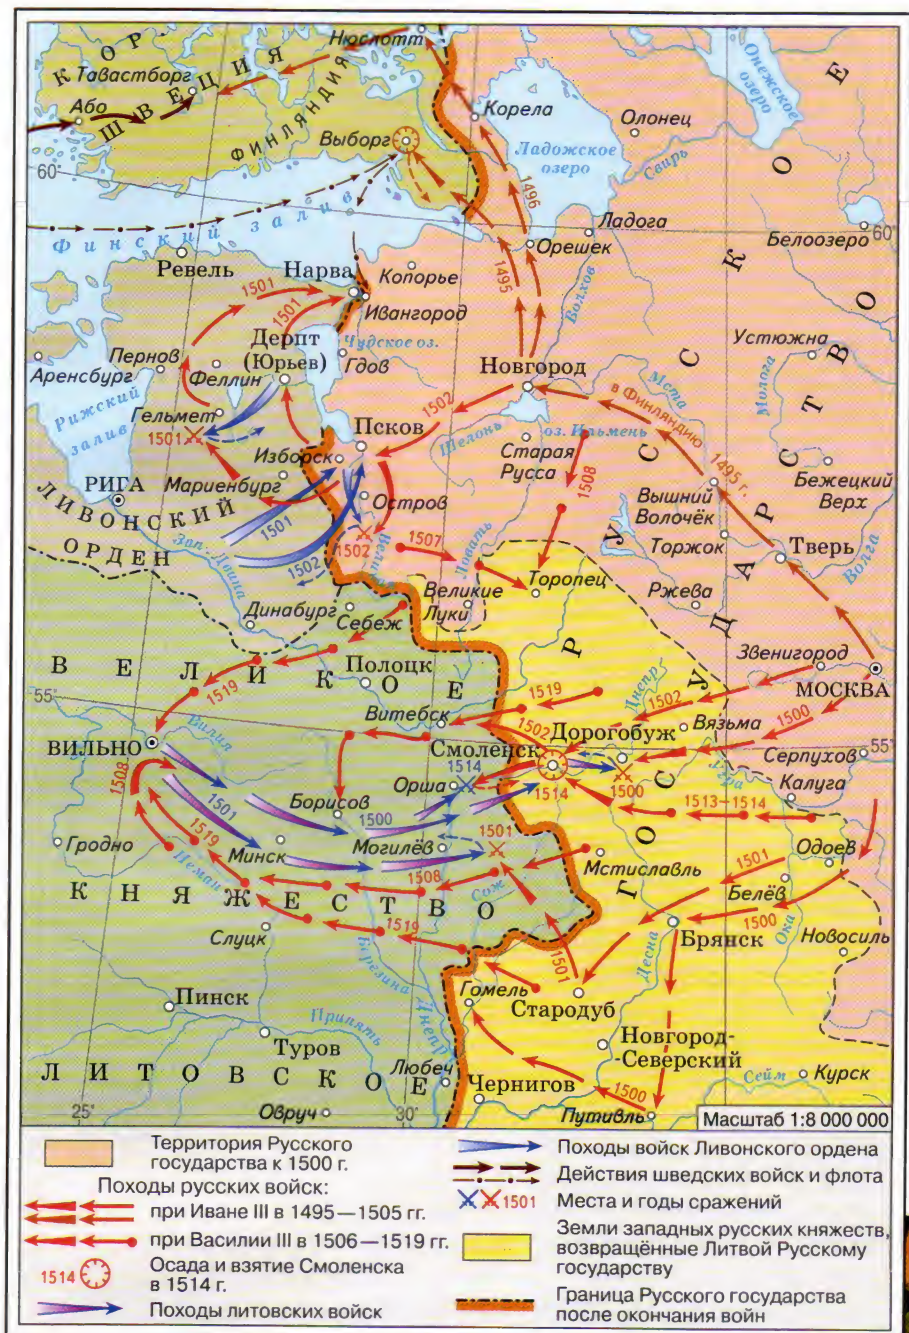 К О Р.
Нюслотт
Тавастборг
ШВЕЦИЯ
Або
ФИНЛЯНДИЯ
Выборг
Корела
Олонец
Онежское
озеро
Ладожское
озеро
Свирь
60°
1496
Ладога
Белоозеро
60°
Финский залив
Орешек
Ревель
Нарва
Копорье
1495
Волхов
1501
1501
Ивангород
Устюжна
Дерпт
(Юрьев)
Чудское оз.
Гдов
Новгород
Мста
Молога
Пернов
Аренсбург
Феллин
1502
в Финляндию
Рижский
залив
Гельмет
1501
Псков
Шелонь
оз. Ильмень
Старая
Русса
1495 г.
Изборск
1508
Бежецкий
Верх
РИГА
Мариенбург
Остров
Вышний
Волочёк
ЛИВОНСКИЙ
ОРДЕН
1501
1502
1502
1507
Ловать
Торжок
Тверь
Волга
Зап. Двина
Великая
Торопец
Ржева
Динабург
Себеж
Великие
Луки
РУССКОЕ
ГОСУДАРСТВО
Звенигород
МОСКВА
ВЕЛИКОЕ
Полоцк
1519
1519
Днепр
1502
Витебск
1502
Вязьма
1500
55°
Вилия
Дорогобуж
ВИЛЬНО
Смоленск
Серпухов
55°
1514
Угра
Калуга
1508
Орша
1514
1500
1501
Борисов
1500
1513–1514
1519
1501
Гродно
Минск
Могилёв
1501
Одоев
Неман
Мстиславль
Белёв
1508
КНЯЖЕСТВО
Сож
1500
Ока
Слуцк
1519
Брянск
Новосиль
Березина
1501
Десна
Гомель
Стародуб
Пинск
Припять
Днепр
Новгород-
-Северский
Туров
Любеч
Сейм
Курск
ЛИТОВСКОЕ
Чернигов
1500
25°
Овруч
30°
Путивль
Масштаб 1:8 000 000
Территория Русского
государства к 1500 г.
Походы русских войск:
при Иване III в 1495—1505 гг.
при Василии III в 1506—1519 гг.
1514
Осада и взятие Смоленска
в 1514 г.
Походы литовских войск
Походы войск Ливонского ордена
Действия шведских войск и флота
1501
Места и годы сражений
Земли западных русских княжеств,
возвращённые Литвой Русскому
государству
Граница Русского государства
после окончания войн